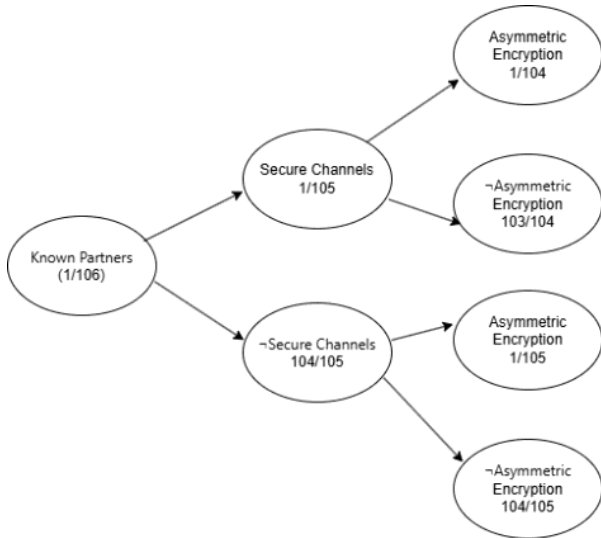 Asymmetric
Encryption
1/104
Secure Channels
1/105
¬Asymmetric
Encryption
103/104
Known Partners
(1/106)
¬Secure Channels
104/105
Asymmetric
Encryption
1/105
¬Asymmetric
Encryption
104/105